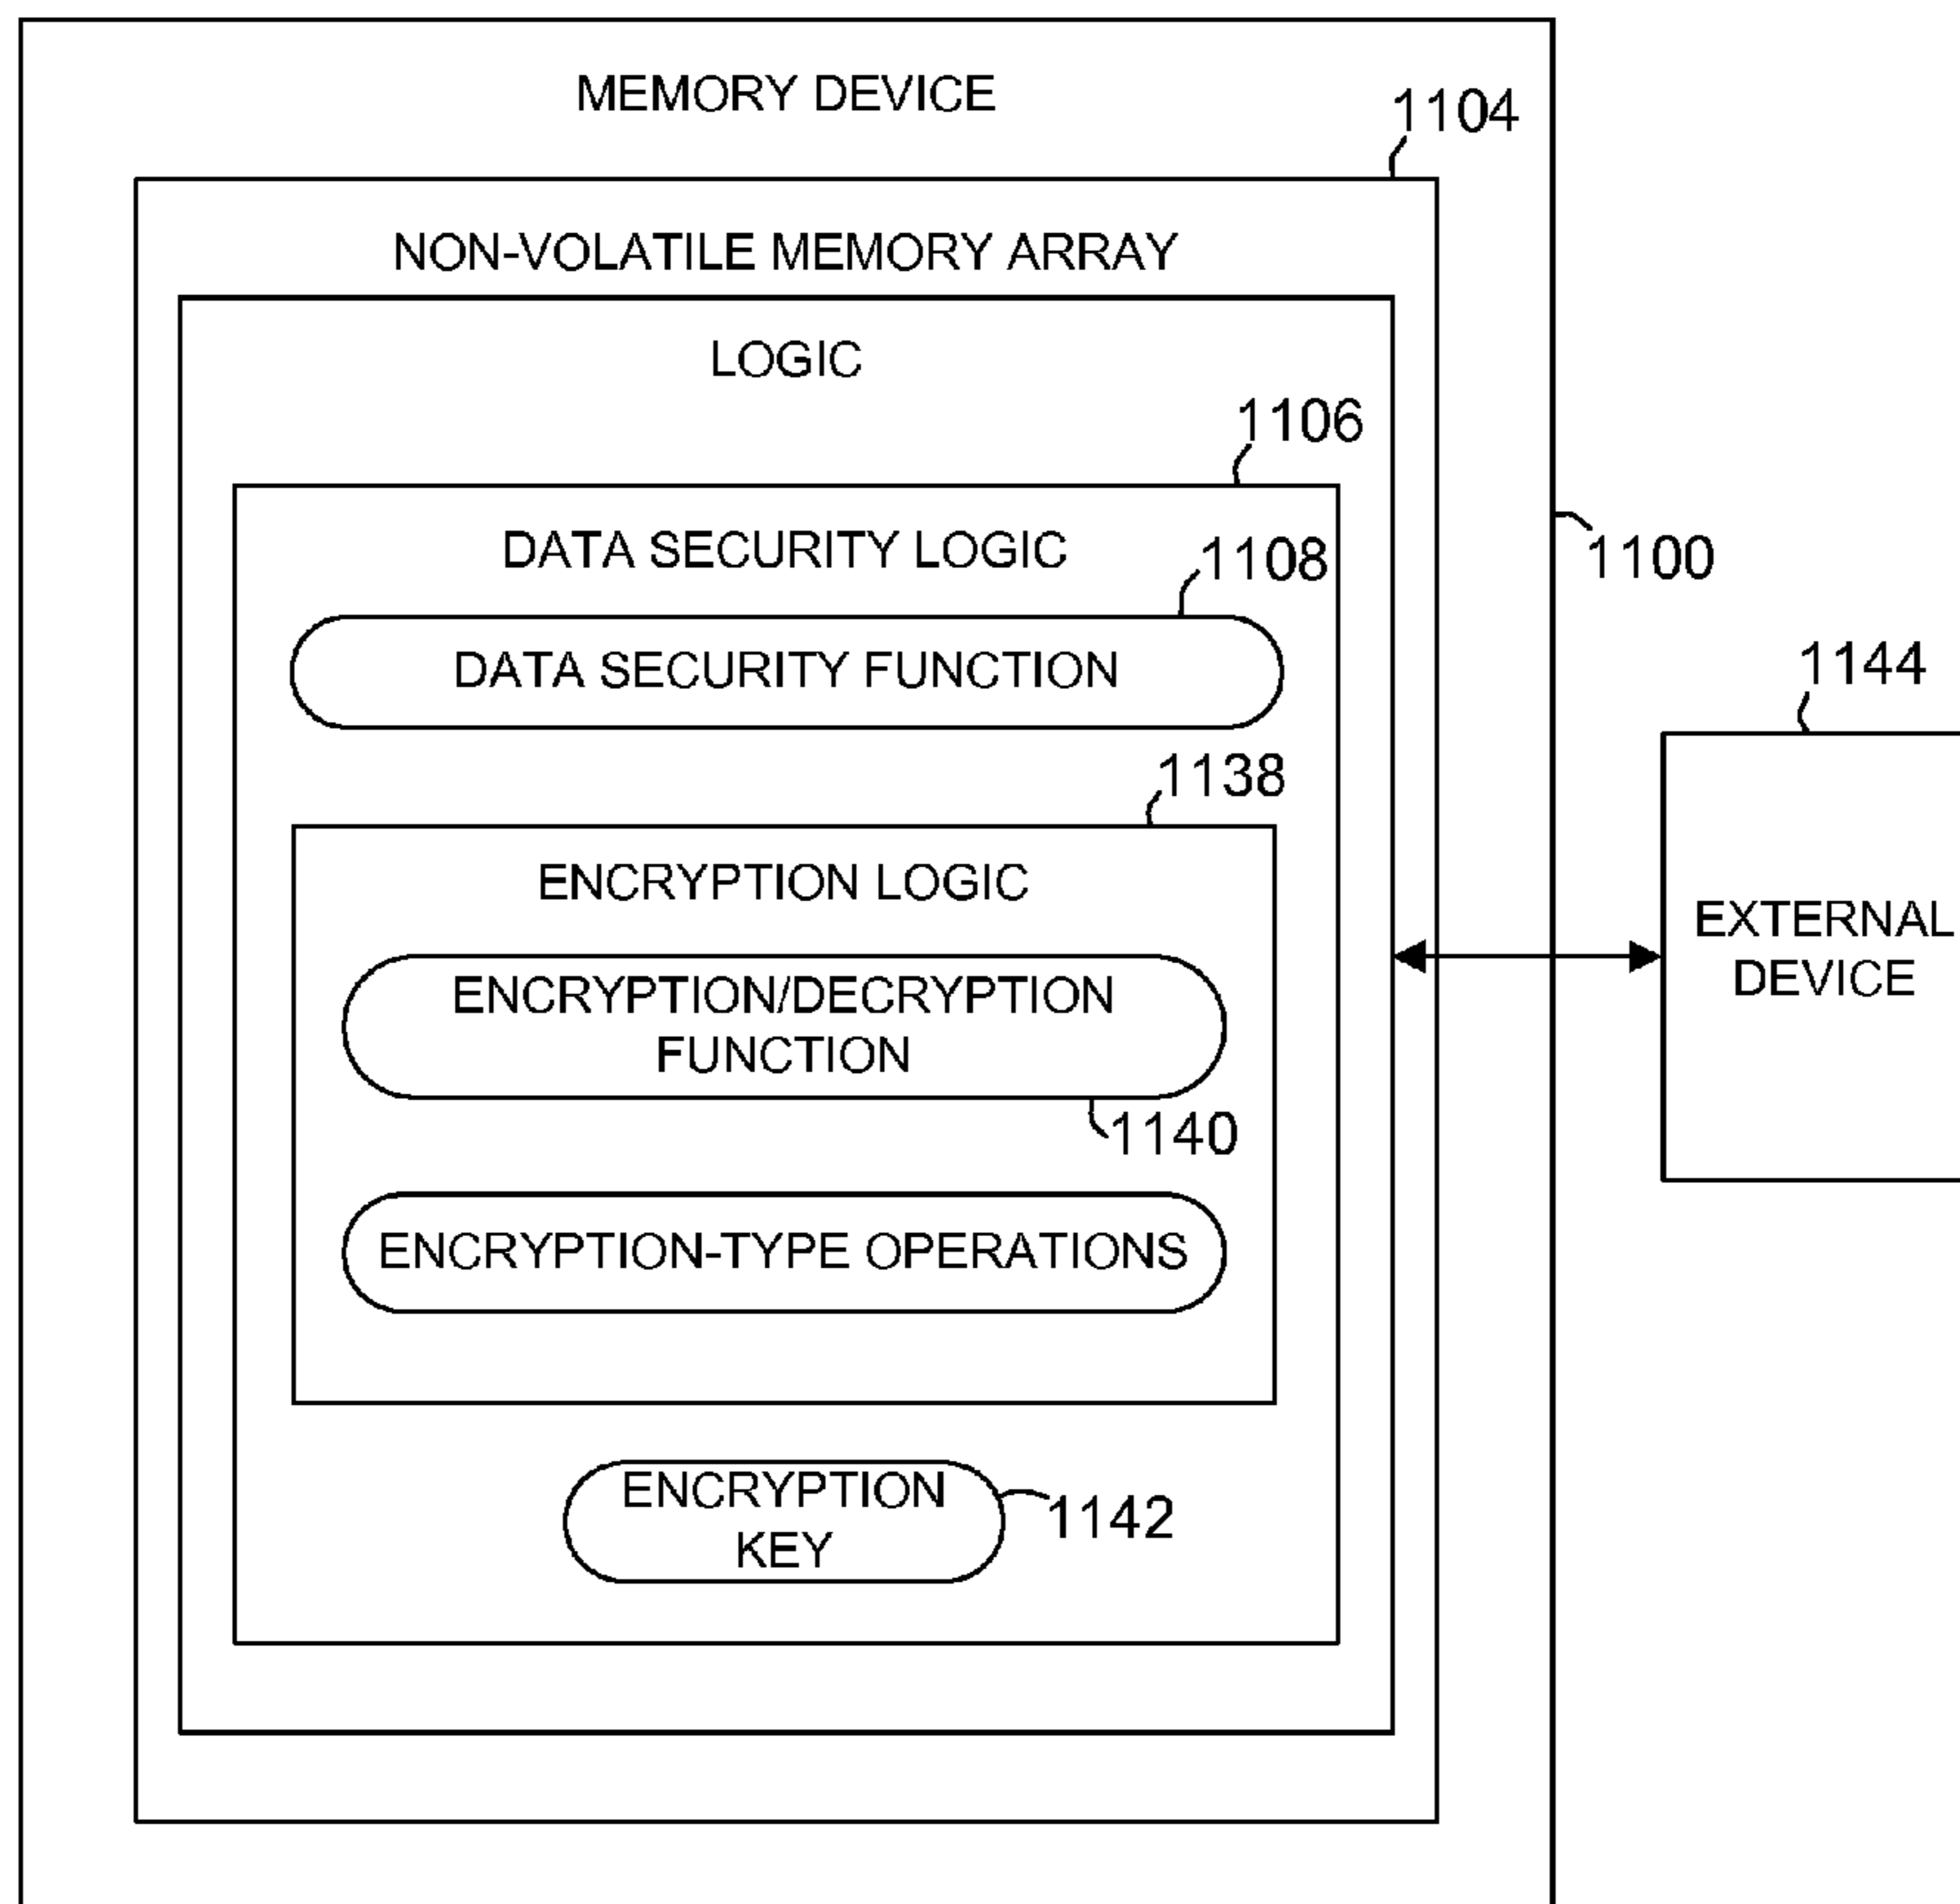 MEMORY DEVICE
1104
NON-VOLATILE MEMORY ARRAY
LOGIC
1106
DATA SECURITY LOGIC
1108
1100
DATA SECURITY FUNCTION
1144
1138
ENCRYPTION LOGIC
EXTERNAL
DEVICE
ENCRYPTION/DECRYPTION
FUNCTION
1140
ENCRYPTION-TYPE OPERATIONS
ENCRYPTION
KEY
1142